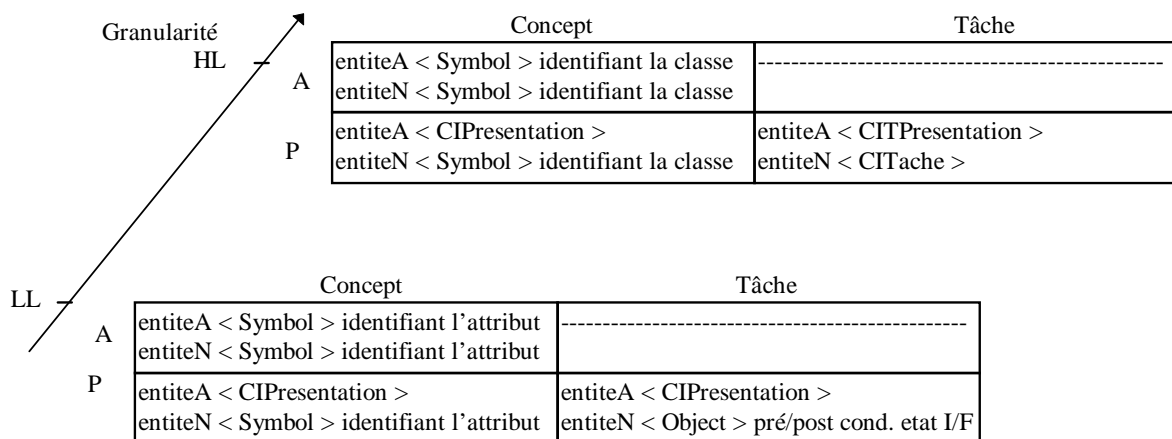 Granularité
HL
Concept Tâche
A
entiteA < Symbol > identifiant la classe
entiteN < Symbol > identifiant la classe
------------------------------------------------
P
entiteA < CIPresentation >
entiteN < Symbol > identifiant la classe
entiteA < CITPresentation >
entiteN < CITache >
LL
Concept Tâche
A
entiteA < Symbol > identifiant l’attribut
entiteN < Symbol > identifiant l’attribut
------------------------------------------------
P
entiteA < CIPresentation >
entiteN < Symbol > identifiant l’attribut
entiteA < CIPresentation >
entiteN < Object > pré/post cond. etat I/F